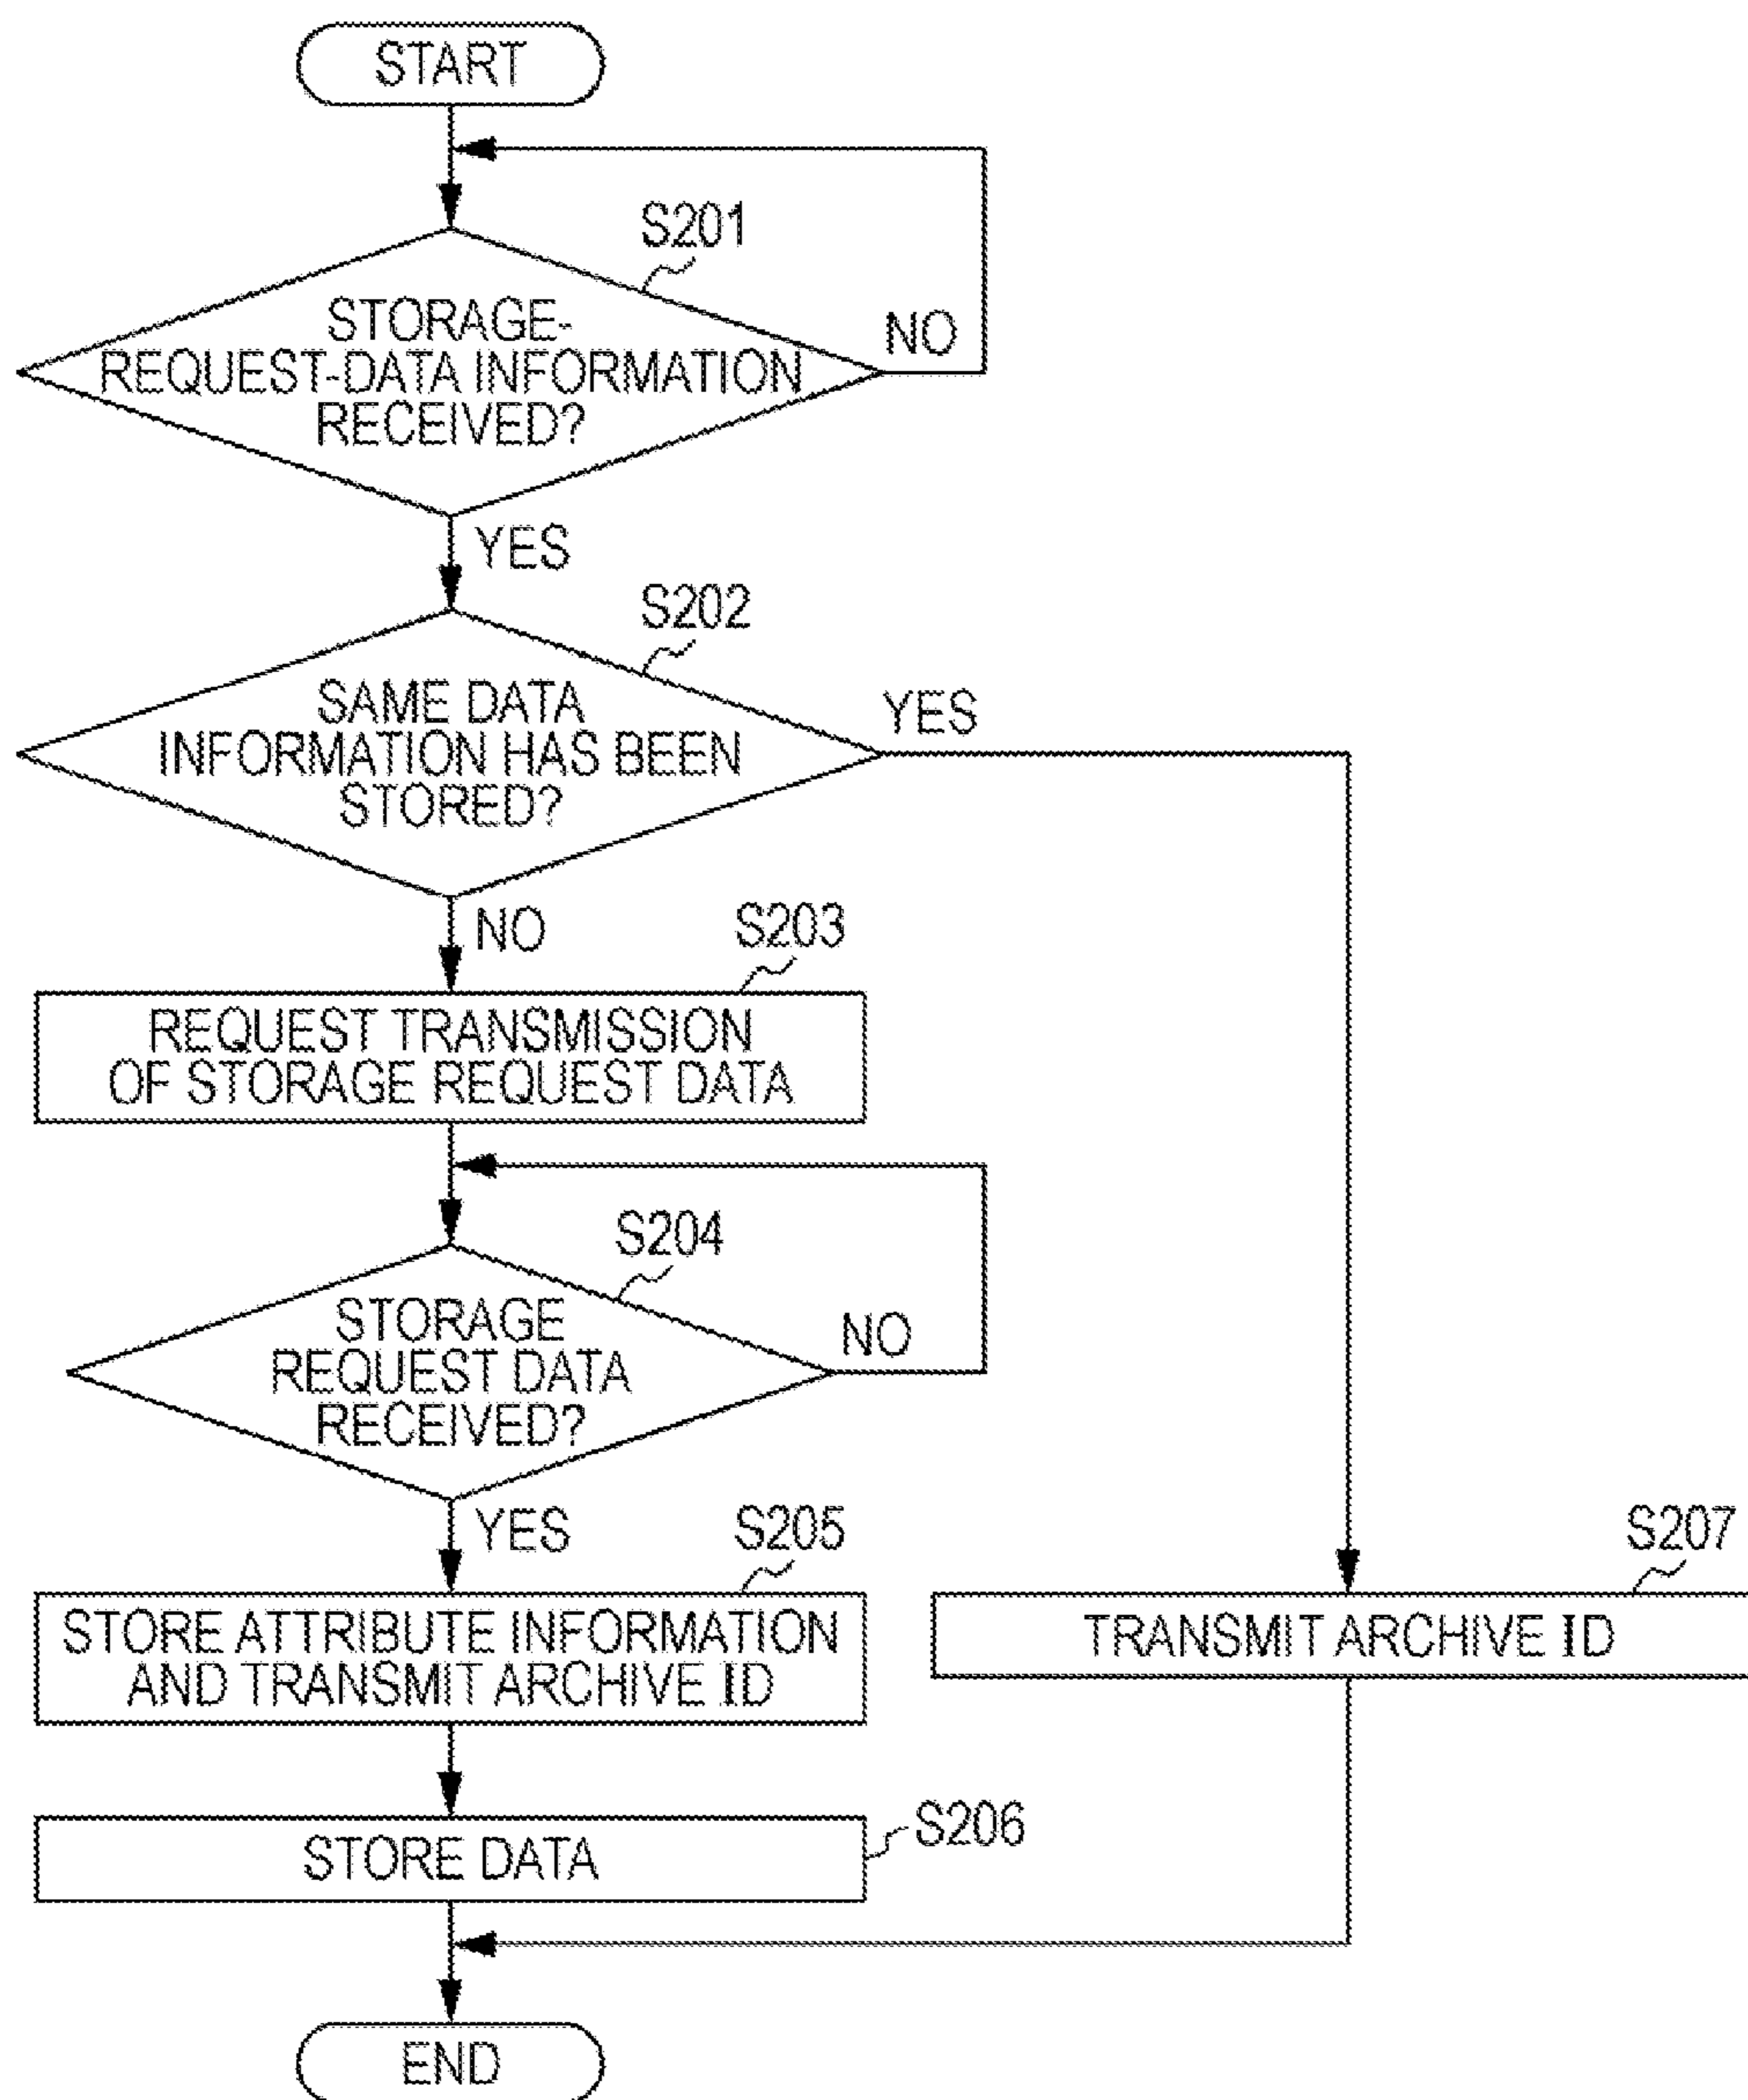 START
S201
STORAGE-
REQUEST-DATA INFORMATION
RECEIVED?
NO
YES
S202
SAME DATA
INFORMATION HAS BEEN
STORED?
YES
NO
S203
REQUEST TRANSMISSION
OF STORAGE REQUEST DATA
S204
STORAGE
REQUEST DATA
RECEIVED?
NO
YES
S205
STORE ATTRIBUTE INFORMATION
AND TRANSMIT ARCHIVE ID
S207
TRANSMIT ARCHIVE ID
S206
STORE DATA
END